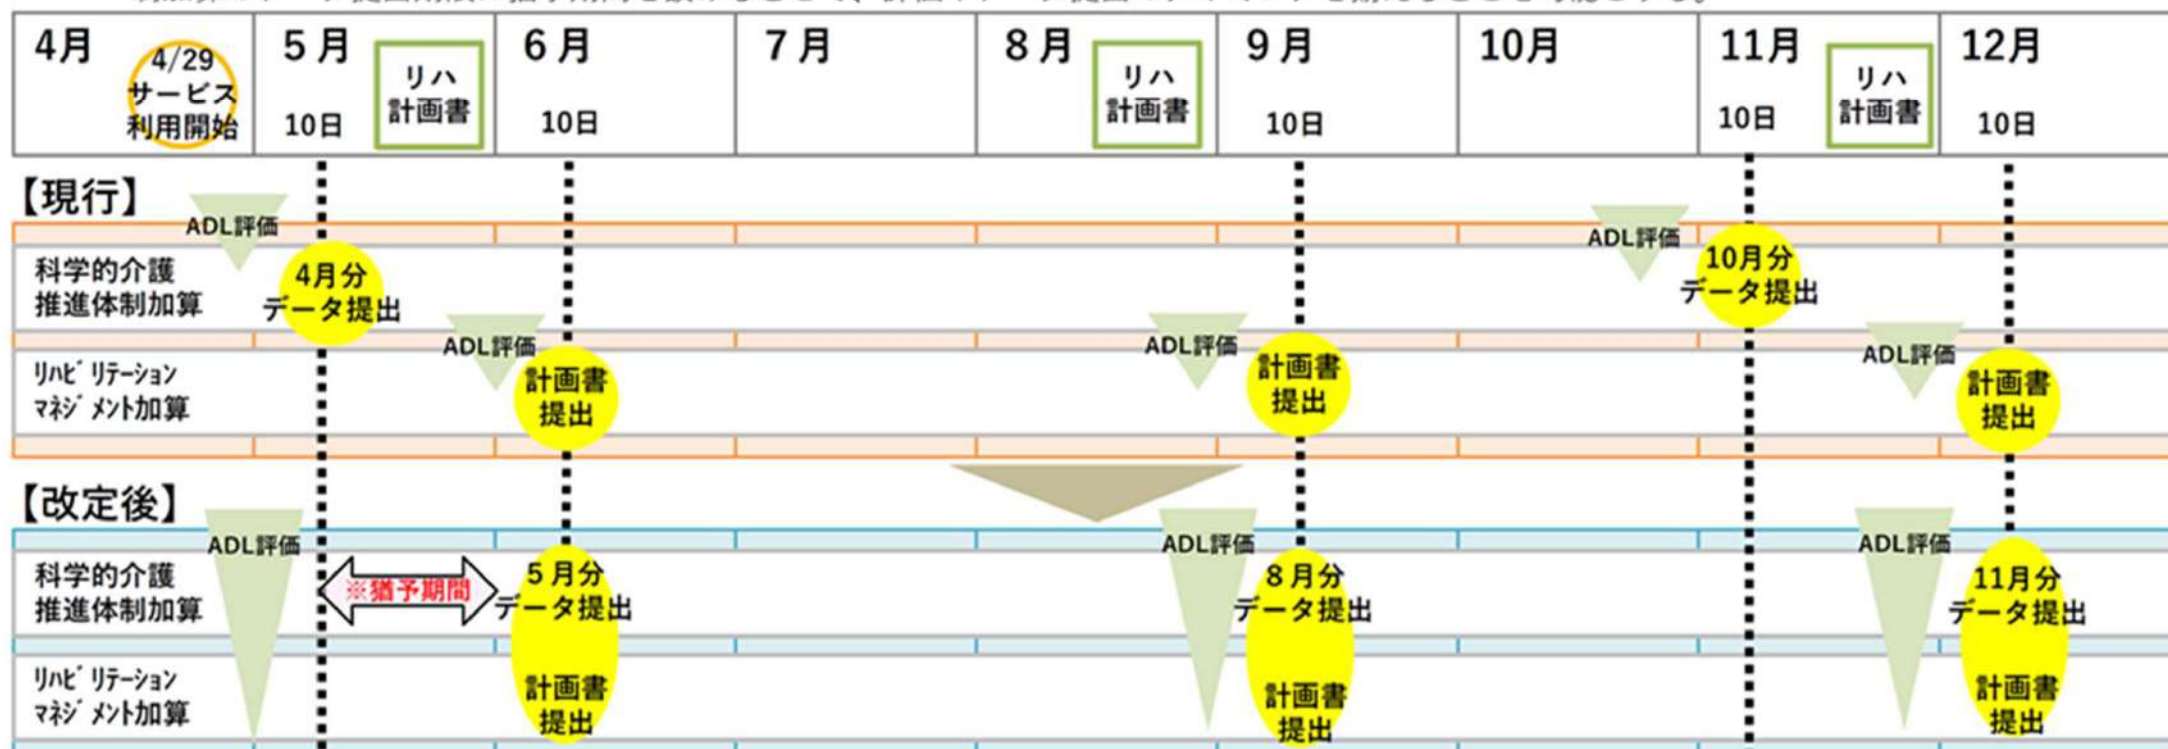 4月
4/29
サービス
利用開始
5月
10日
リハ
計画書
6月
10日
7月
8月
リハ
計画書
9月
10日
10月
11月
10日
リハ
計画書
12月
10日
【現行】
ADL評価
ADL評価
科学的介護
推進体制加算
4月分
データ提出
10月分
データ提出
ADL評価
ADL評価
ADL評価
ﾘﾊﾋﾞﾘﾃｰｼｮﾝ
ﾏﾈｼﾞﾒﾝﾄ加算
計画書
提出
計画書
提出
計画書
提出
【改定後】
ADL評価
ADL評価
ADL評価
科学的介護
推進体制加算
※猶予期間
5月分
データ提出
8月分
データ提出
11月分
データ提出
ﾘﾊﾋﾞﾘﾃｰｼｮﾝ
ﾏﾈｼﾞﾒﾝﾄ加算
計画書
提出
計画書
提出
計画書
提出